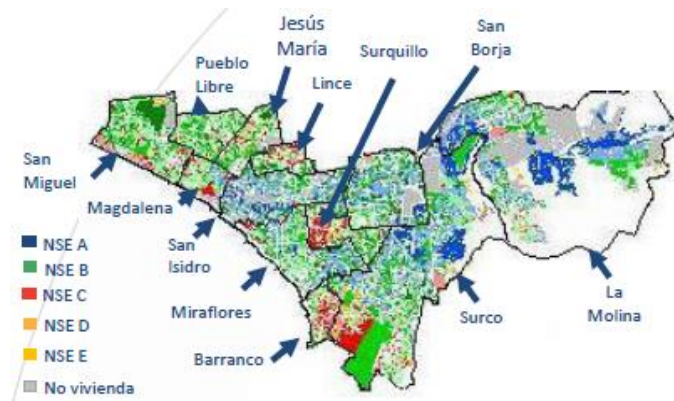 Jesús
María
Surquillo
San
Borja
Pueblo
Libre
Lince
San
Miguel
Magdalena
San
Isidro
Miraflores
Barranco
Surco
La
Molina
NSE A
NSE B
NSE C
NSE D
NSE E
No vivienda